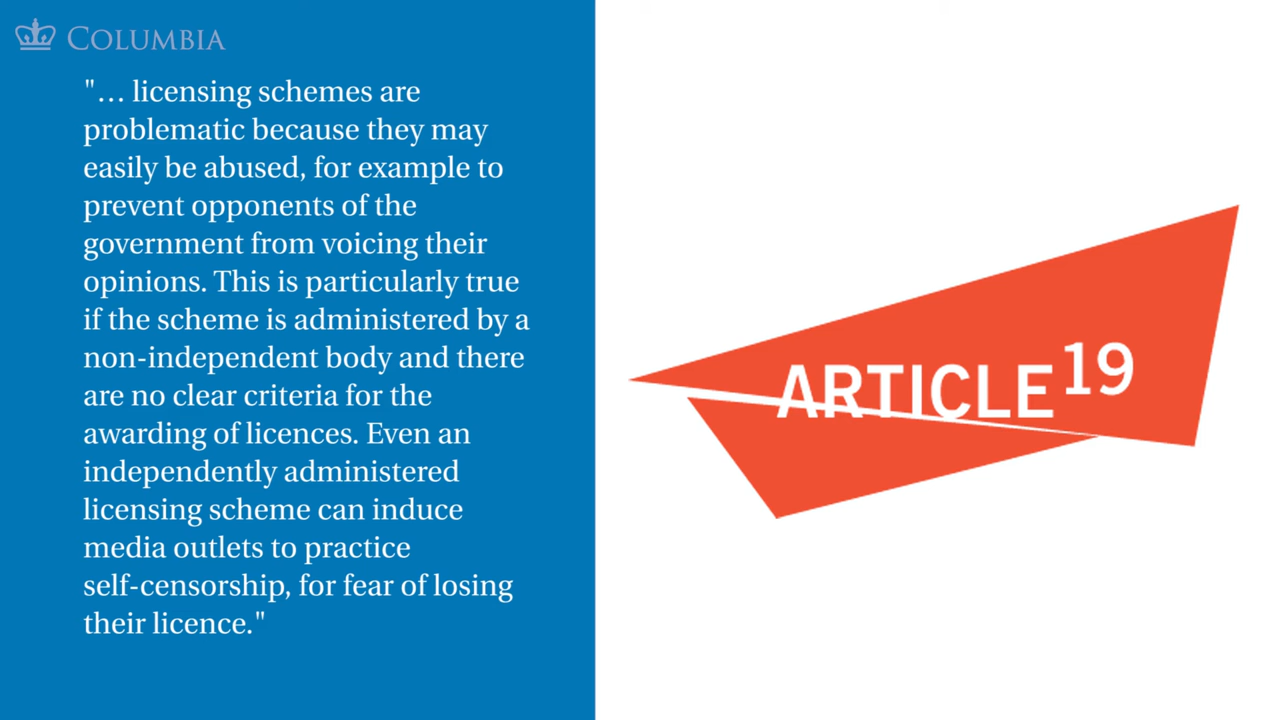 COLUMBIA
"... licensing schemes are
problematic because they may
easily be abused, for example to
prevent opponents of the
government from voicing their
opinions. This is particularly true
if the scheme is administered by a
non-independent body and there
are no clear criteria for the
awarding of licences. Even an
independently administered
licensing scheme can induce
media outlets to practice
self-censorship, for fear of losing
their licence."
ARTICLE 19